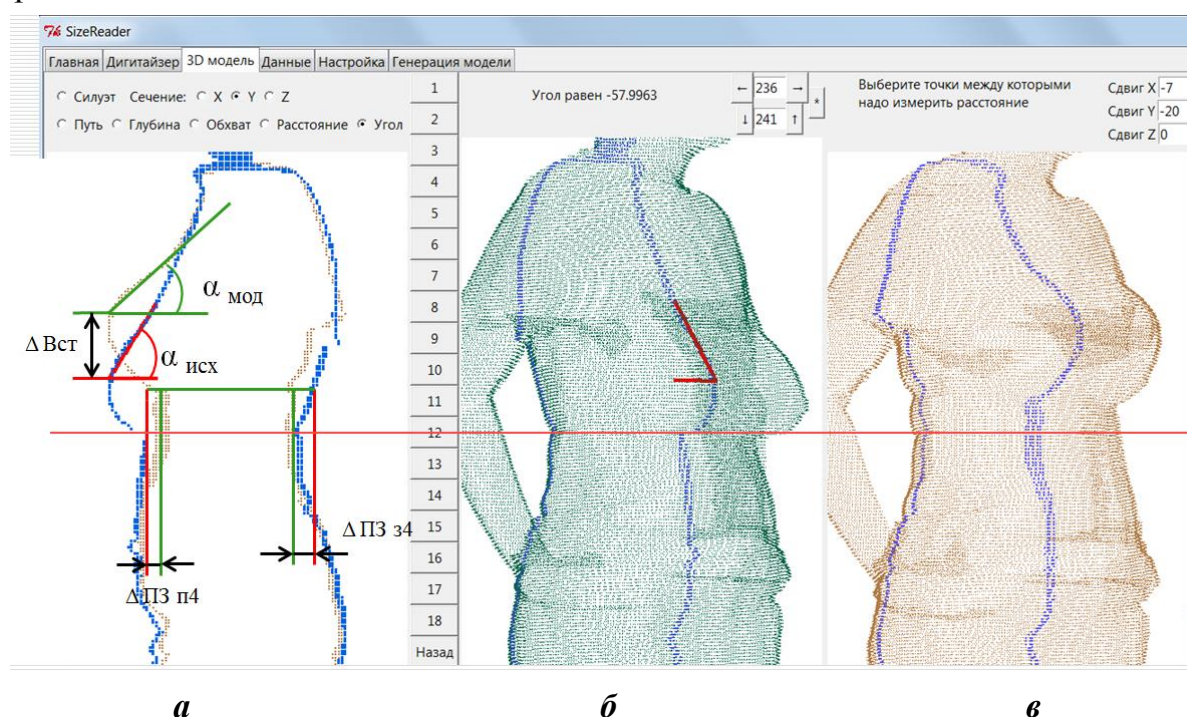 SizeReader
Главная Дигитайзер 3D модель Данные Настройка Генерация модели
Силуэт Сечение: X Y Z
Путь Глубина Обхват Расстояние Угол
1
2
3
4
5
6
7
8
9
10
11
12
13
14
15
16
17
18
Назад
Угол равен -57.9963
← 236 →
*
↓ 241 ↑
Выберите точки между которыми
надо измерить расстояние
Сдвиг X -7
Сдвиг Y -20
Сдвиг Z 0
α мод
Δ Вст
α исх
Δ ПЗ з4
Δ ПЗ п4
а б в